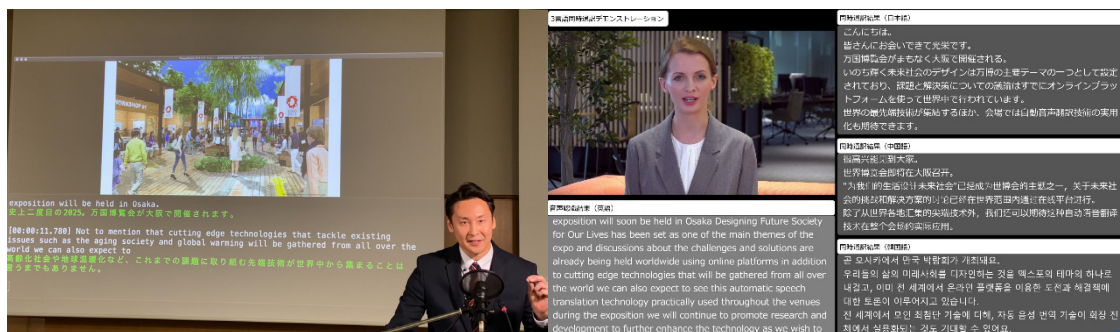 WORKSHOP #1
exposition will be held in Osaka.
史上二度目の2025。万国博覧会が大阪で開催されます。
[00:00:11.780] Not to mention that cutting edge technologies that tackle existing
issues such as the aging society and global warming will be gathered from all over the
world we can also expect to
高齢化社会や地球温暖化など、これまでの課題に取り組む先端技術が世界中から集まることは
言うまでもありません。
3言語同時通訳デモンストレーション
音声認識結果（英語）
exposition will soon be held in Osaka Designing Future Society
for Our Lives has been set as one of the main themes of the
expo and discussions about the challenges and solutions are
already being held worldwide using online platforms in addition
to cutting edge technologies that will be gathered from all over
the world we can also expect to see this automatic speech
translation technology practically used throughout the venues
during the exposition we will continue to promote research and
development to further enhance the technology as we wish to
同時通訳結果（日本語）
こんにちは。
皆さんにお会いできて光栄です。
万国博覧会がまもなく大阪で開催される。
いのち輝く未来社会のデザインは万博の主要テーマの一つとして設定
されており、課題と解決策についての議論はすでにオンラインプラッ
トフォームを使って世界中で行われています。
世界の最先端技術が集結するほか、会場では自動音声翻訳技術の実用
化も期待できます。
同時通訳結果（中国語）
很高兴能见到大家。
世界博览会即将在大阪召开。
"为我们的生活设计未来社会"已经成为世博会的主题之一，关于未来社
会的挑战和解决方案的讨论已经在世界范围内通过在线平台进行。
除了从世界各地汇集的尖端技术外，我们还可以期待这种自动语音翻译
技术在整个会场的实际应用。
同時通訳結果（韓国語）
곧 오사카에서 만국 박람회가 개최돼요.
우리들의 삶의 미래사회를 디자인하는 것을 엑스포의 테마의 하나로
내걸고, 이미 전 세계에서 온라인 플랫폼을 이용한 도전과 해결책에
대한 토론이 이루어지고 있습니다.
전 세계에서 모인 최첨단 기술에 더해, 자동 음성 번역 기술이 회장 전
체에서 실용화되는 것도 기대할 수 있어요.